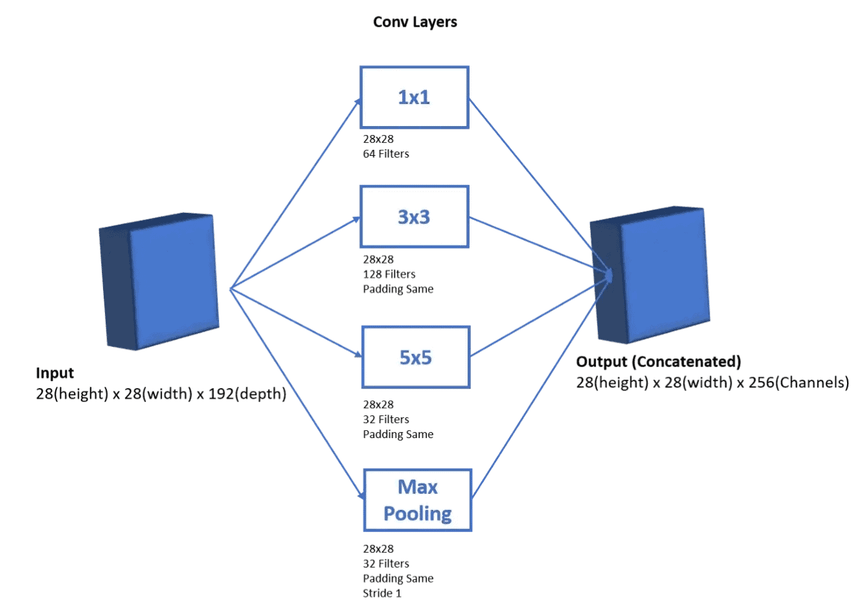 Conv Layers
1x1
28x28
64 Filters
3x3
28x28
128 Filters
Padding Same
5x5
28x28
32 Filters
Padding Same
Max
Pooling
28x28
32 Filters
Padding Same
Stride 1
Input
28(height) x 28(width) x 192(depth)
Output (Concatenated)
28(height) x 28(width) x 256(Channels)